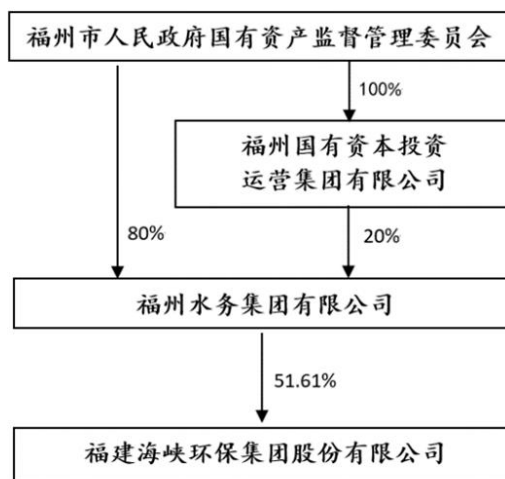 福州市人民政府国有资产监督管理委员会
100%
福州国有资本投资
运营集团有限公司
80%
20%
福州水务集团有限公司
51.61%
福建海峡环保集团股份有限公司